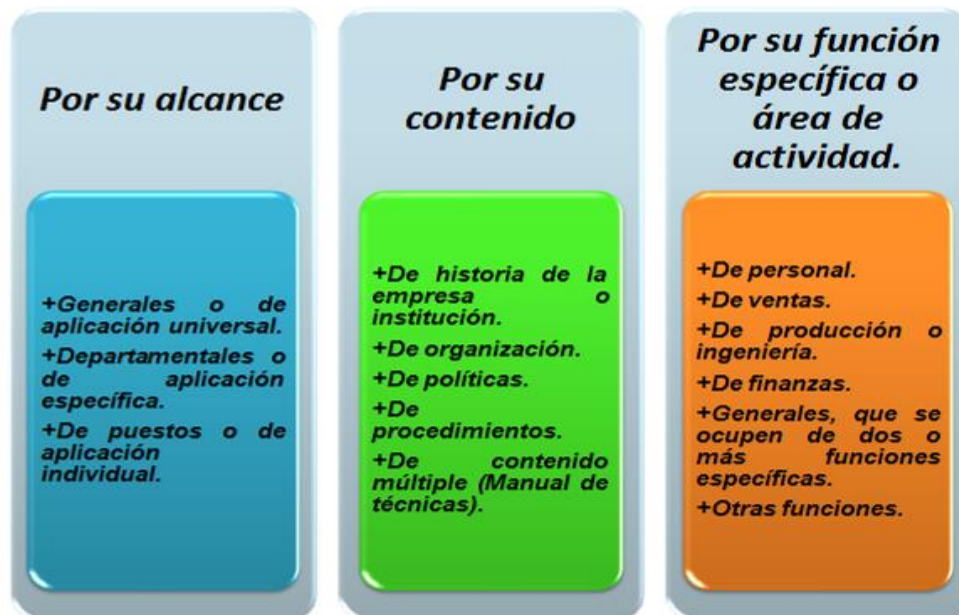 Por su alcance
+Generales o de
aplicación universal.
+Departamentales o
de aplicación
específica.
+De puestos o de
aplicación
individual.
Por su
contenido
+De historia de la
empresa o
institución.
+De organización.
+De políticas.
+De
procedimientos.
+De contenido
múltiple (Manual de
técnicas).
Por su función
específica o
área de
actividad.
+De personal.
+De ventas.
+De producción o
ingeniería.
+De finanzas.
+Generales, que se
ocupen de dos o
más funciones
específicas.
+Otras funciones.